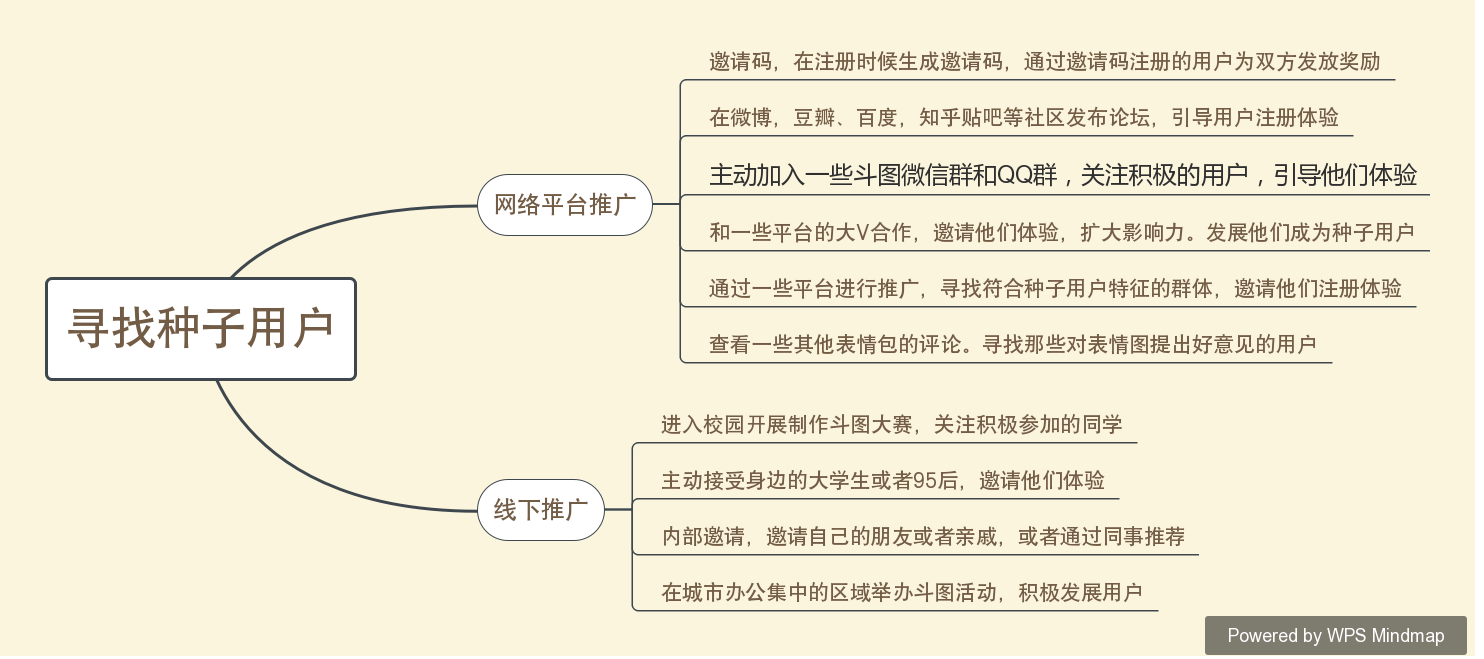 邀请码，在注册时候生成邀请码，通过邀请码注册的用户为双方发放奖励
在微博，豆瓣、百度，知乎贴吧等社区发布论坛，引导用户注册体验
主动加入一些斗图微信群和QQ群，关注积极的用户，引导他们体验
网络平台推广
和一些平台的大V合作，邀请他们体验，扩大影响力。发展他们成为种子用户
通过一些平台进行推广，寻找符合种子用户特征的群体，邀请他们注册体验
寻找种子用户
查看一些其他表情包的评论。寻找那些对表情图提出好意见的用户
进入校园开展制作斗图大赛，关注积极参加的同学
主动接受身边的大学生或者95后，邀请他们体验
线下推广
内部邀请，邀请自己的朋友或者亲戚，或者通过同事推荐
在城市办公集中的区域举办斗图活动，积极发展用户
Powered by WPS Mindmap